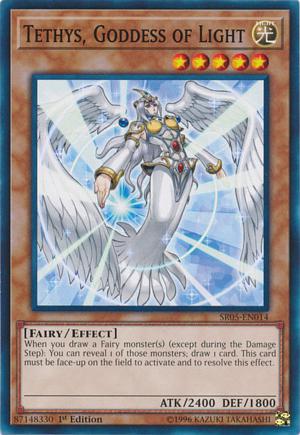 Tethys, Goddess of Light
LIGHT
光
SR05-EN014
[Fairy/Effect]
When you draw a Fairy monster(s) (except during the Damage
Step): You can reveal 1 of those monsters; draw 1 card. This card
must be face-up on the field to activate and to resolve this effect.
ATK/2400 DEF/1800
87148330 1st Edition ©1996 KAZUKI TAKAHASHI